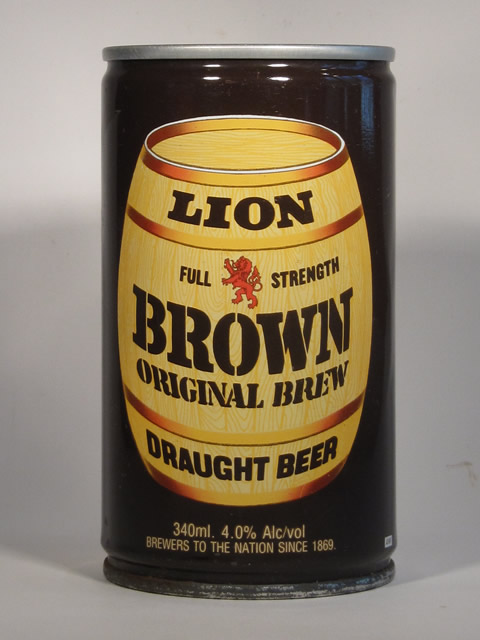 LION
FULL STRENGTH
BROWN
ORIGINAL BREW
DRAUGHT BEER
340ml. 4.0% Alc/vol
BREWERS TO THE NATION SINCE 1869.